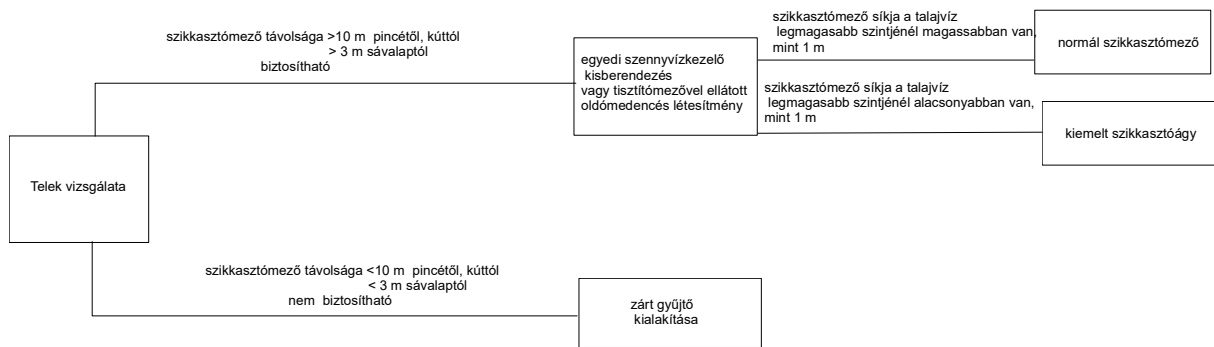 szikkasztómező távolsága >10 m pincétől, kúttól
> 3 m sávalaptól
biztosítható
egyedi szennyvízkezelő
kisberendezés
vagy tisztítómezővel ellátott
oldómedencés létesítmény
szikkasztómező síkja a talajvíz
legmagasabb szintjénél magassabban van,
mint 1 m
normál szikkasztómező
szikkasztómező síkja a talajvíz
legmagasabb szintjénél alacsonyabban van,
mint 1 m
kiemelt szikkasztóágy
Telek vizsgálata
szikkasztómező távolsága <10 m pincétől, kúttól
< 3 m sávalaptól
nem biztosítható
zárt gyűjtő
kialakítása